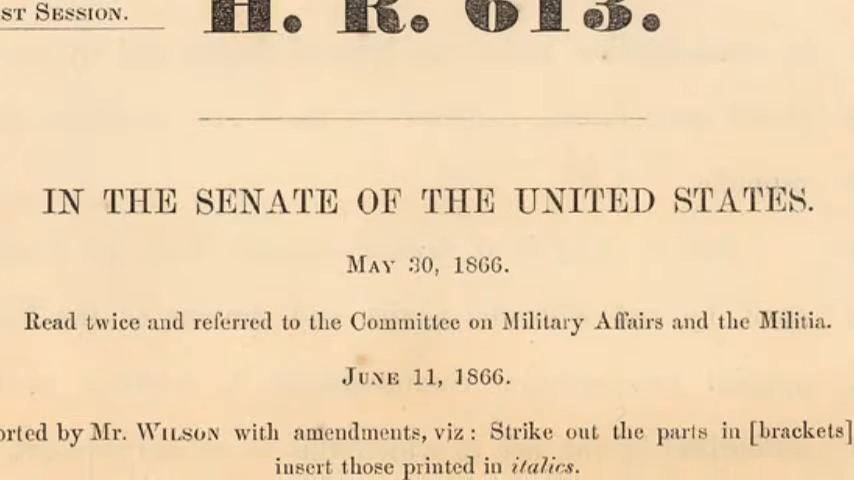 ST SESSION.
H. R. 613.
IN THE SENATE OF THE UNITED STATES.
MAY 30, 1866.
Read twice and referred to the Committee on Military Affairs and the Militia.
JUNE 11, 1866.
orted by Mr. WILSON with amendments, viz: Strike out the parts in [brackets]
insert those printed in italics.